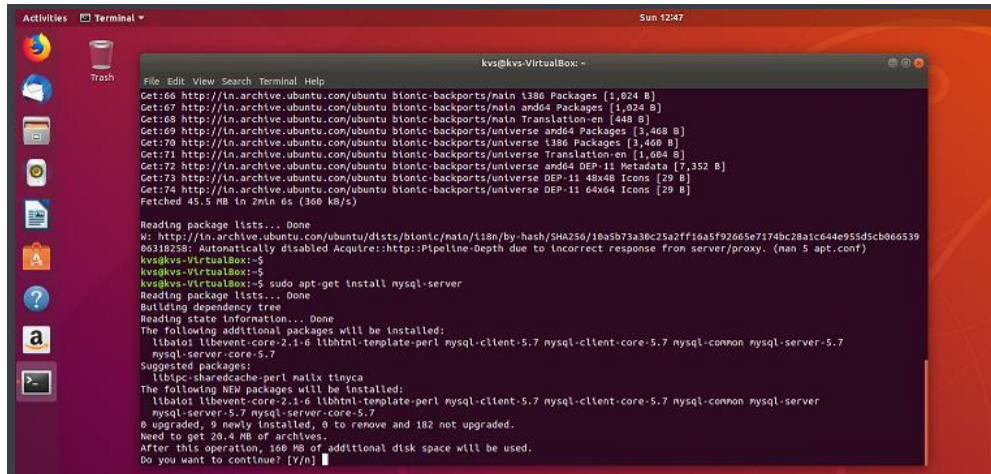 Activities Terminal Sun 12:47
Trash
kvs@kvs-VirtualBox: ~
File Edit View Search Terminal Help
Get:66 http://in.archive.ubuntu.com/ubuntu bionic-backports/main i386 Packages [1,024 B]
Get:67 http://in.archive.ubuntu.com/ubuntu bionic-backports/main amd64 Packages [1,024 B]
Get:68 http://in.archive.ubuntu.com/ubuntu bionic-backports/main Translation-en [448 B]
Get:69 http://in.archive.ubuntu.com/ubuntu bionic-backports/universe amd64 Packages [3,468 B]
Get:70 http://in.archive.ubuntu.com/ubuntu bionic-backports/universe i386 Packages [3,460 B]
Get:71 http://in.archive.ubuntu.com/ubuntu bionic-backports/universe Translation-en [1,604 B]
Get:72 http://in.archive.ubuntu.com/ubuntu bionic-backports/universe amd64 DEP-11 Metadata [7,352 B]
Get:73 http://in.archive.ubuntu.com/ubuntu bionic-backports/universe DEP-11 48x48 Icons [29 B]
Get:74 http://in.archive.ubuntu.com/ubuntu bionic-backports/universe DEP-11 64x64 Icons [29 B]
Fetched 45.5 MB in 2min 6s (360 kB/s)
Reading package lists... Done
W: http://in.archive.ubuntu.com/ubuntu/dists/bionic/main/i18n/by-hash/SHA256/10a5b73a30c25a2ff16a5f92665e7174bc28a1c644e955d5cb066539
06318258: Automatically disabled Acquire::http::Pipeline-Depth due to incorrect response from server/proxy. (man 5 apt.conf)
kvs@kvs-VirtualBox:~$
kvs@kvs-VirtualBox:~$
kvs@kvs-VirtualBox:~$ sudo apt-get install mysql-server
Reading package lists... Done
Building dependency tree
Reading state information... Done
The following additional packages will be installed:
libaio1 libevent-core-2.1-6 libhtml-template-perl mysql-client-5.7 mysql-client-core-5.7 mysql-common mysql-server-5.7
mysql-server-core-5.7
Suggested packages:
libipc-sharedcache-perl mailx tinyca
The following NEW packages will be installed:
libaio1 libevent-core-2.1-6 libhtml-template-perl mysql-client-5.7 mysql-client-core-5.7 mysql-common mysql-server
mysql-server-5.7 mysql-server-core-5.7
0 upgraded, 9 newly installed, 0 to remove and 182 not upgraded.
Need to get 20.4 MB of archives.
After this operation, 160 MB of additional disk space will be used.
Do you want to continue? [Y/n]